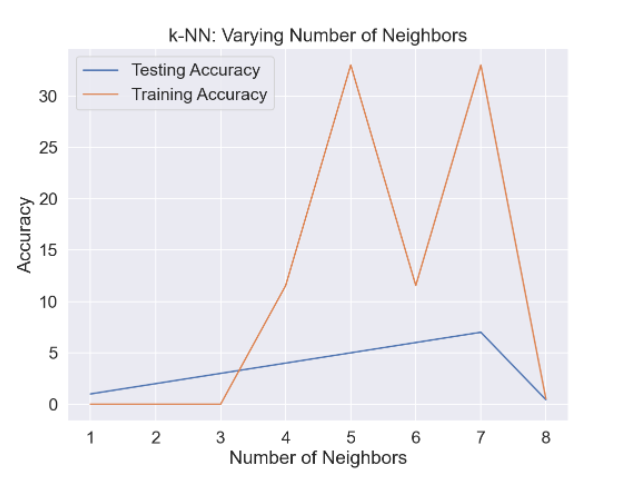 k-NN: Varying Number of Neighbors
Testing Accuracy
Training Accuracy
Accuracy
30
25
20
15
10
5
0
1 2 3 4 5 6 7 8
Number of Neighbors